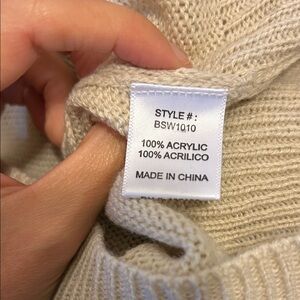 STYLE #:
BSW1010
100% ACRYLIC
100% ACRILICO
MADE IN CHINA